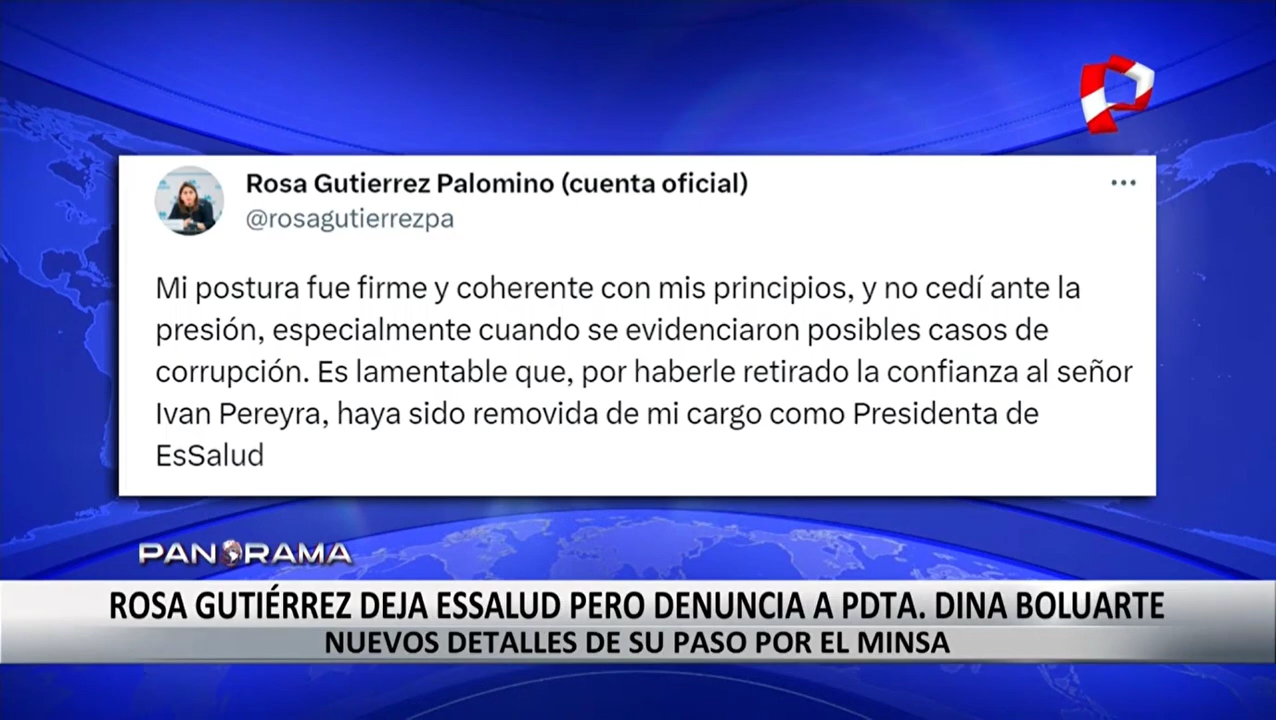 Rosa Gutierrez Palomino (cuenta oficial)
@rosagutierrezpa
Mi postura fue firme y coherente con mis principios, y no cedí ante la
presión, especialmente cuando se evidenciaron posibles casos de
corrupción. Es lamentable que, por haberle retirado la confianza al señor
Ivan Pereyra, haya sido removida de mi cargo como Presidenta de
EsSalud
PANORAMA
ROSA GUTIÉRREZ DEJA ESSALUD PERO DENUNCIA A PDTA. DINA BOLUARTE
NUEVOS DETALLES DE SU PASO POR EL MINSA